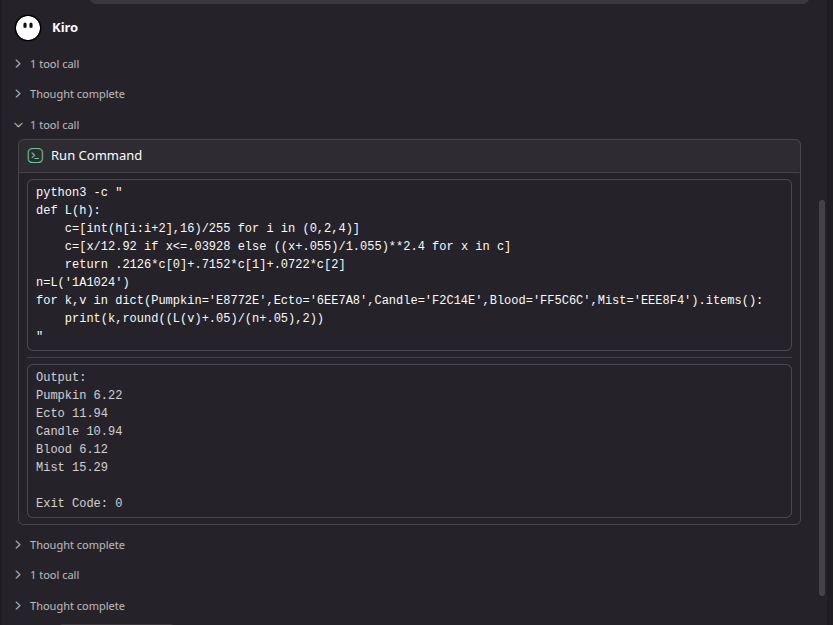 Kiro
1 tool call
Thought complete
1 tool call
Run Command
python3 -c "
def L(h):
    c=[int(h[i:i+2],16)/255 for i in (0,2,4)]
    c=[x/12.92 if x<=.03928 else ((x+.055)/1.055)**2.4 for x in c]
    return .2126*c[0]+.7152*c[1]+.0722*c[2]
n=L('1A1024')
for k,v in dict(Pumpkin='E8772E',Ecto='6EE7A8',Candle='F2C14E',Blood='FF5C6C',Mist='EEE8F4').items():
    print(k,round((L(v)+.05)/(n+.05),2))
"
Output:
Pumpkin 6.22
Ecto 11.94
Candle 10.94
Blood 6.12
Mist 15.29
Exit Code: 0
Thought complete
1 tool call
Thought complete